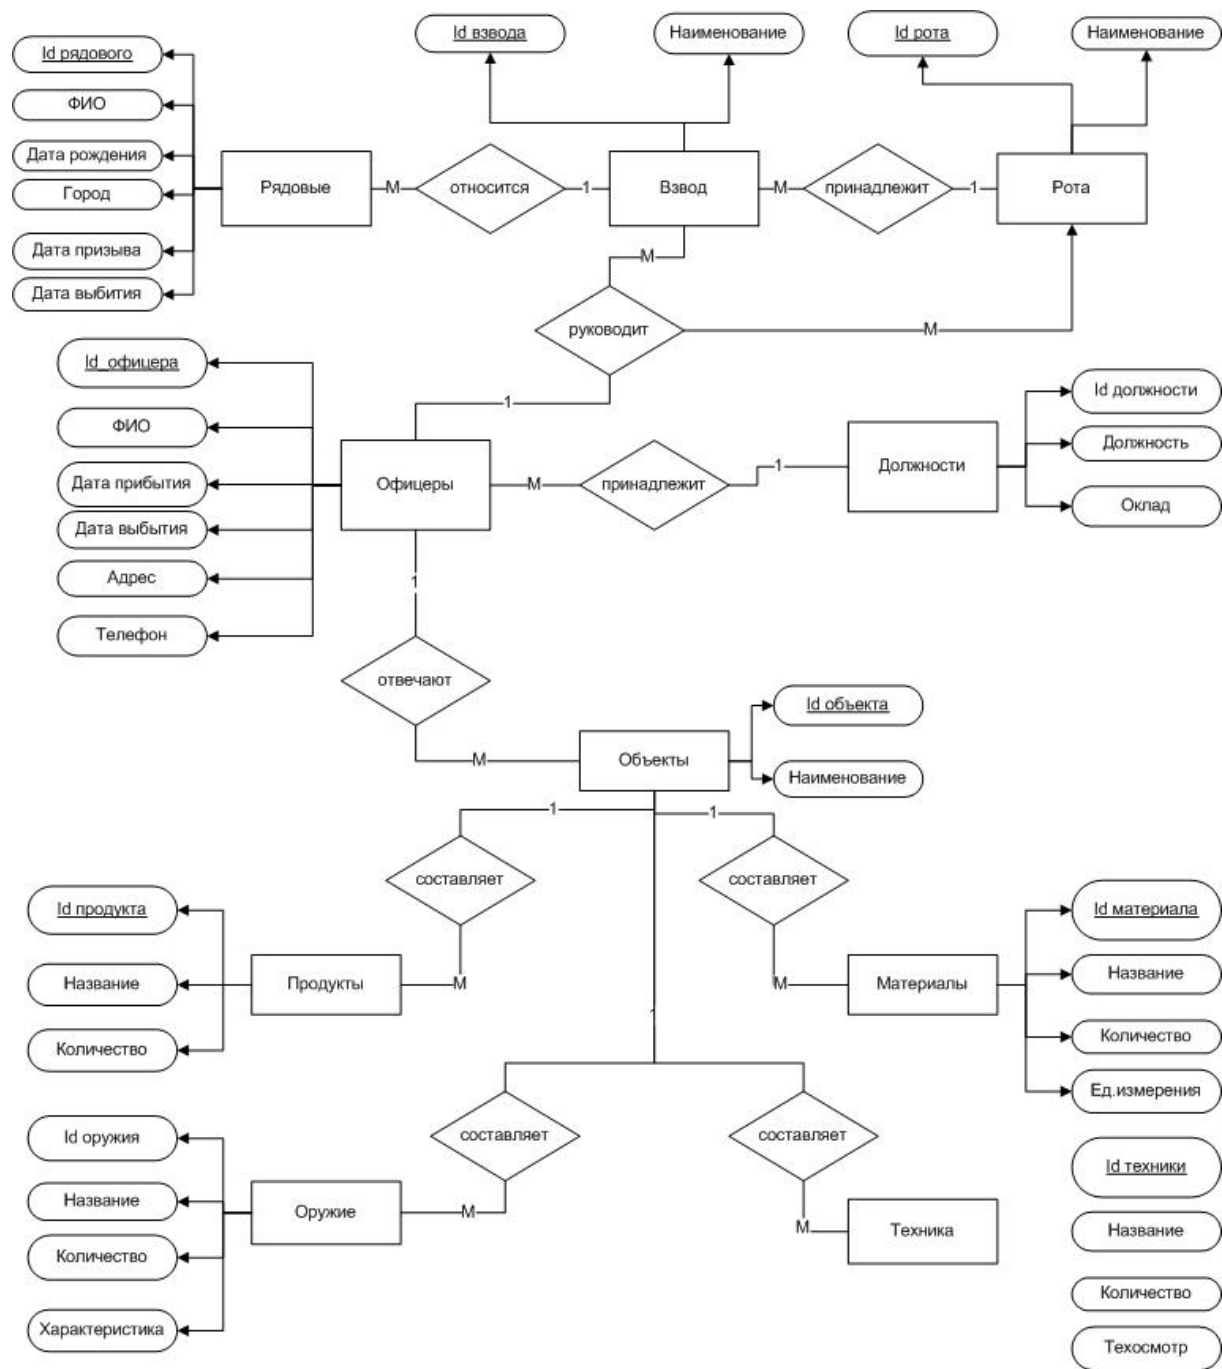 Id взвода
Наименование
Id рота
Наименование
Id рядового
ФИО
Дата рождения
Город
Дата призыва
Дата выбития
Рядовые
М
относится
1
Взвод
М
принадлежит
1
Рота
М
руководит
М
1
Id_офицера
ФИО
Дата прибытия
Дата выбытия
Адрес
Телефон
Офицеры
М
принадлежит
1
Должности
Id должности
Должность
Оклад
1
отвечают
М
Объекты
Id объекта
Наименование
1
1
составляет
составляет
Id продукта
Название
Количество
Продукты
М
М
Материалы
Id материала
Название
Количество
Ед.измерения
1
составляет
составляет
Id оружия
Название
Количество
Характеристика
Оружие
М
М
Техника
Id техники
Название
Количество
Техосмотр